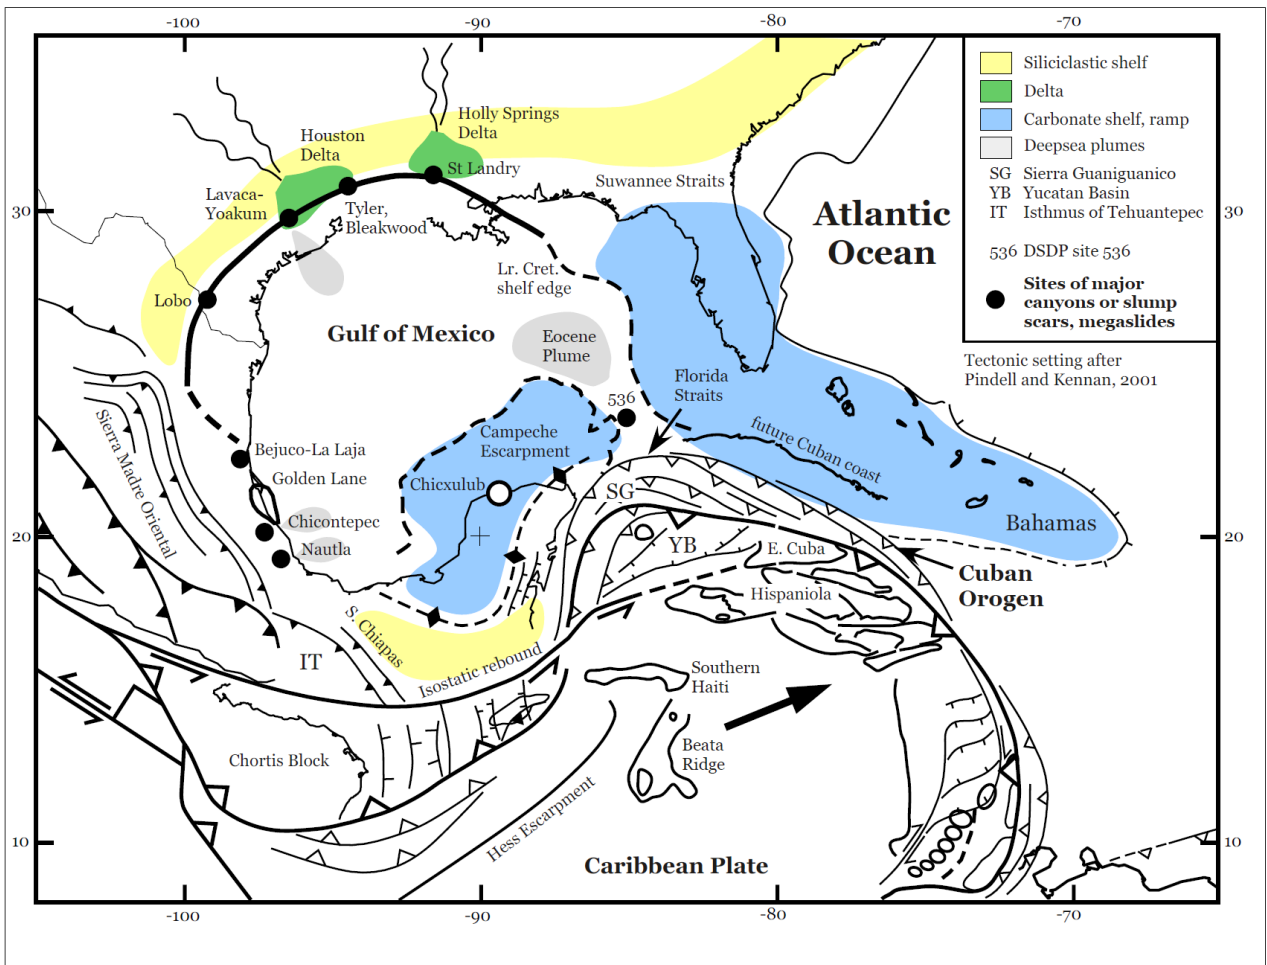 -100
-90
-80
-70
Siliciclastic shelf
Delta
Carbonate shelf, ramp
Deepsea plumes
SG Sierra Guaniguanico
YB Yucatan Basin
IT Isthmus of Tehuantepec
536 DSDP site 536
Sites of major
canyons or slump
scars, megaslides
Tectonic setting after
Pindell and Kennan, 2001
Holly Springs
Delta
Houston
Delta
St Landry
Suwannee Straits
Lavaca-
Yoakum
Tyler,
Bleakwood
30
30
Atlantic
Ocean
Lr. Cret.
shelf edge
Lobo
Gulf of Mexico
Eocene
Plume
Florida
Straits
536
Sierra Madre Oriental
Campeche
Escarpment
future Cuban coast
Bejuco-La Laja
Golden Lane
Chicxulub
SG
Chicontepec
Nautla
Bahamas
20
20
YB
E. Cuba
Cuban
Orogen
Hispaniola
S. Chiapas
IT
Isostatic rebound
Southern
Haiti
Chortis Block
Beata
Ridge
Hess Escarpment
10
10
Caribbean Plate
-100
-90
-80
-70